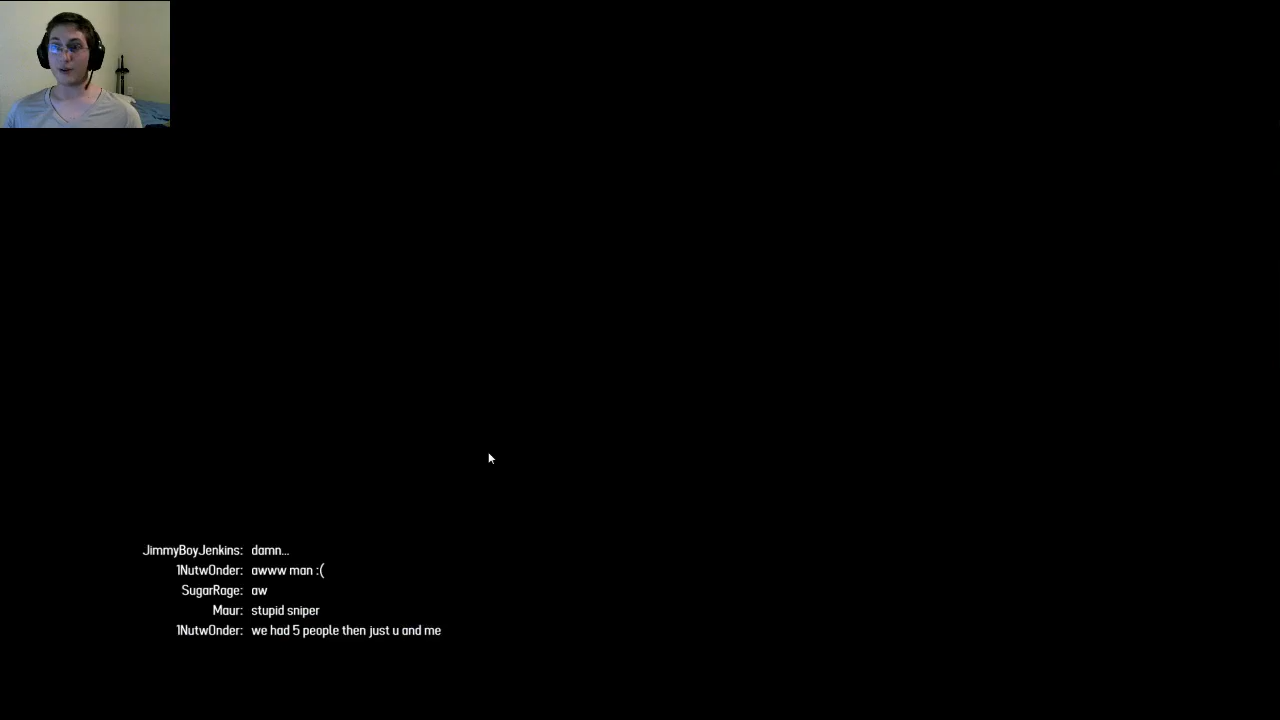 JimmyBoyJenkins: damn...
1NutwOnder: awww man :(
SugarRage: aw
Maur: stupid sniper
1NutwOnder: we had 5 people then just u and me